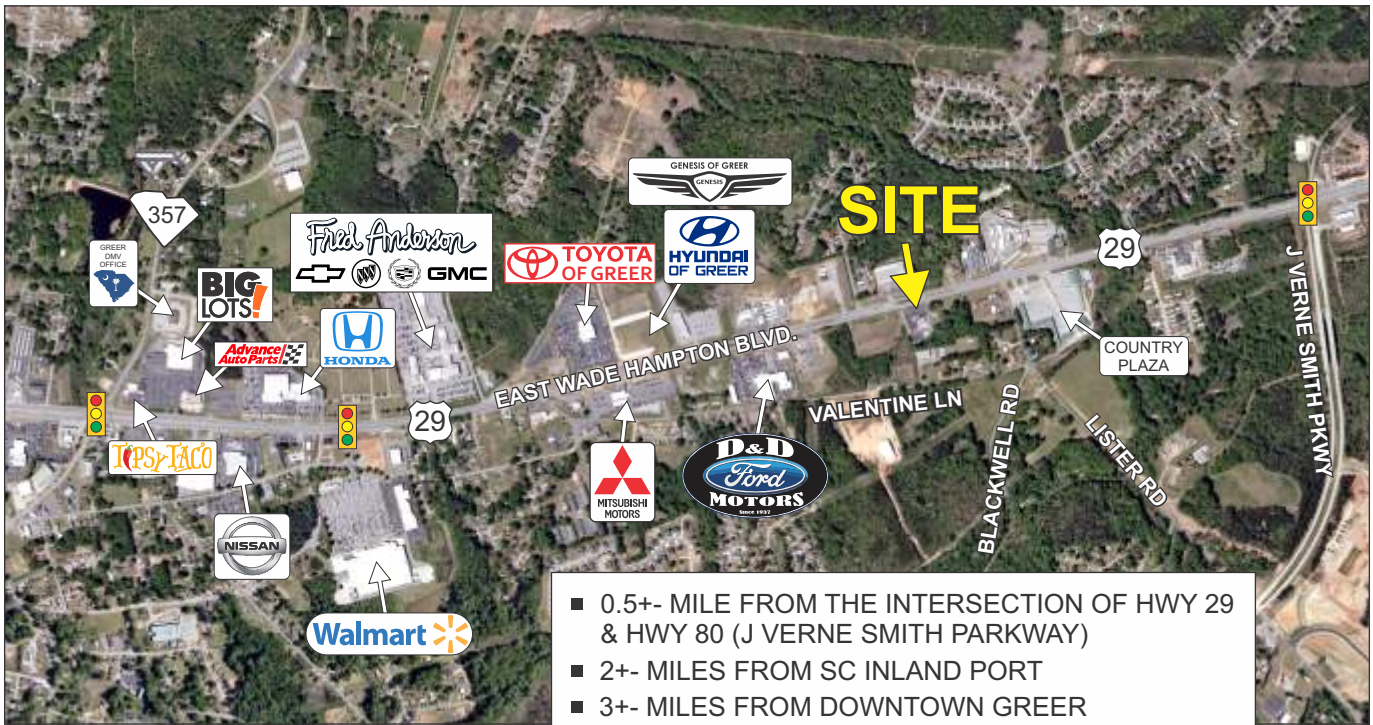 357
GREER
DMV
OFFICE
BIG
LOTS!
Advance
Auto Parts
HONDA
Fred Anderson
GMC
TOYOTA
OF GREER
GENESIS OF GREER
GENESIS
HYUNDAI
OF GREER
SITE
29
J VERNE SMITH PKWY
COUNTRY
PLAZA
EAST WADE HAMPTON BLVD.
29
VALENTINE LN
BLACKWELL RD
LISTER RD
TIPSY TACO
NISSAN
Walmart
MITSUBISHI
MOTORS
D&D
Ford
MOTORS
Since 1937
■ 0.5+- MILE FROM THE INTERSECTION OF HWY 29
& HWY 80 (J VERNE SMITH PARKWAY)
■ 2+- MILES FROM SC INLAND PORT
■ 3+- MILES FROM DOWNTOWN GREER